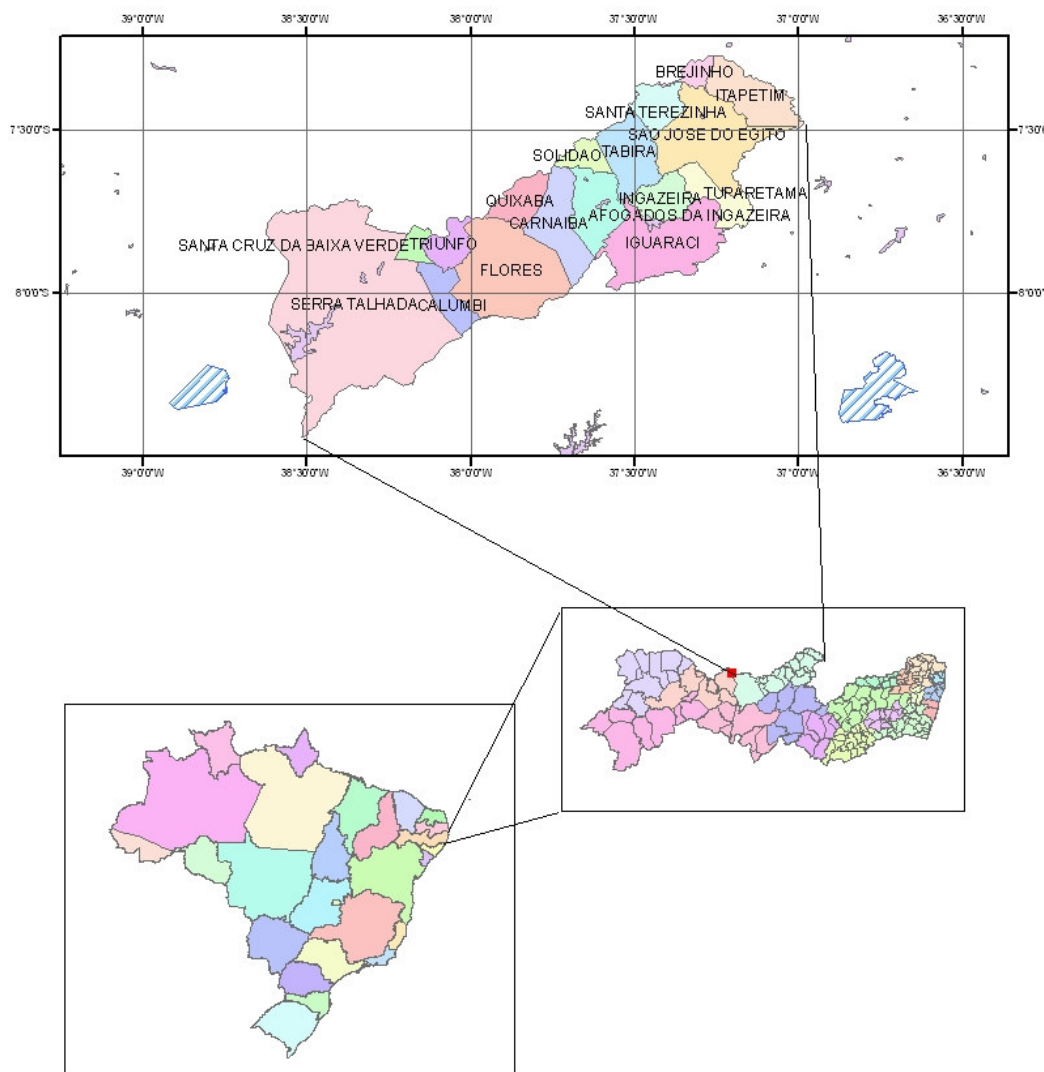 39°0'0"W 38°30'0"W 38°0'0"W 37°30'0"W 37°0'0"W 36°30'0"W
BREJINHO
ITAPETIM
SANTA TEREZINHA
7°30'0"S SAO JOSE DO EGITO 7°30'0"S
SOLIDAO TABIRA
QUIXABA INGAZEIRA TUPARETAMA
CARNAIBA AFOGADOS DA INGAZEIRA
SANTA CRUZ DA BAIXA VERDE TRIUNFO IGUARACI
FLORES
8°0'0"S 8°0'0"S
SERRA TALHADA CALUMBI
39°0'0"W 38°30'0"W 38°0'0"W 37°30'0"W 37°0'0"W 36°30'0"W